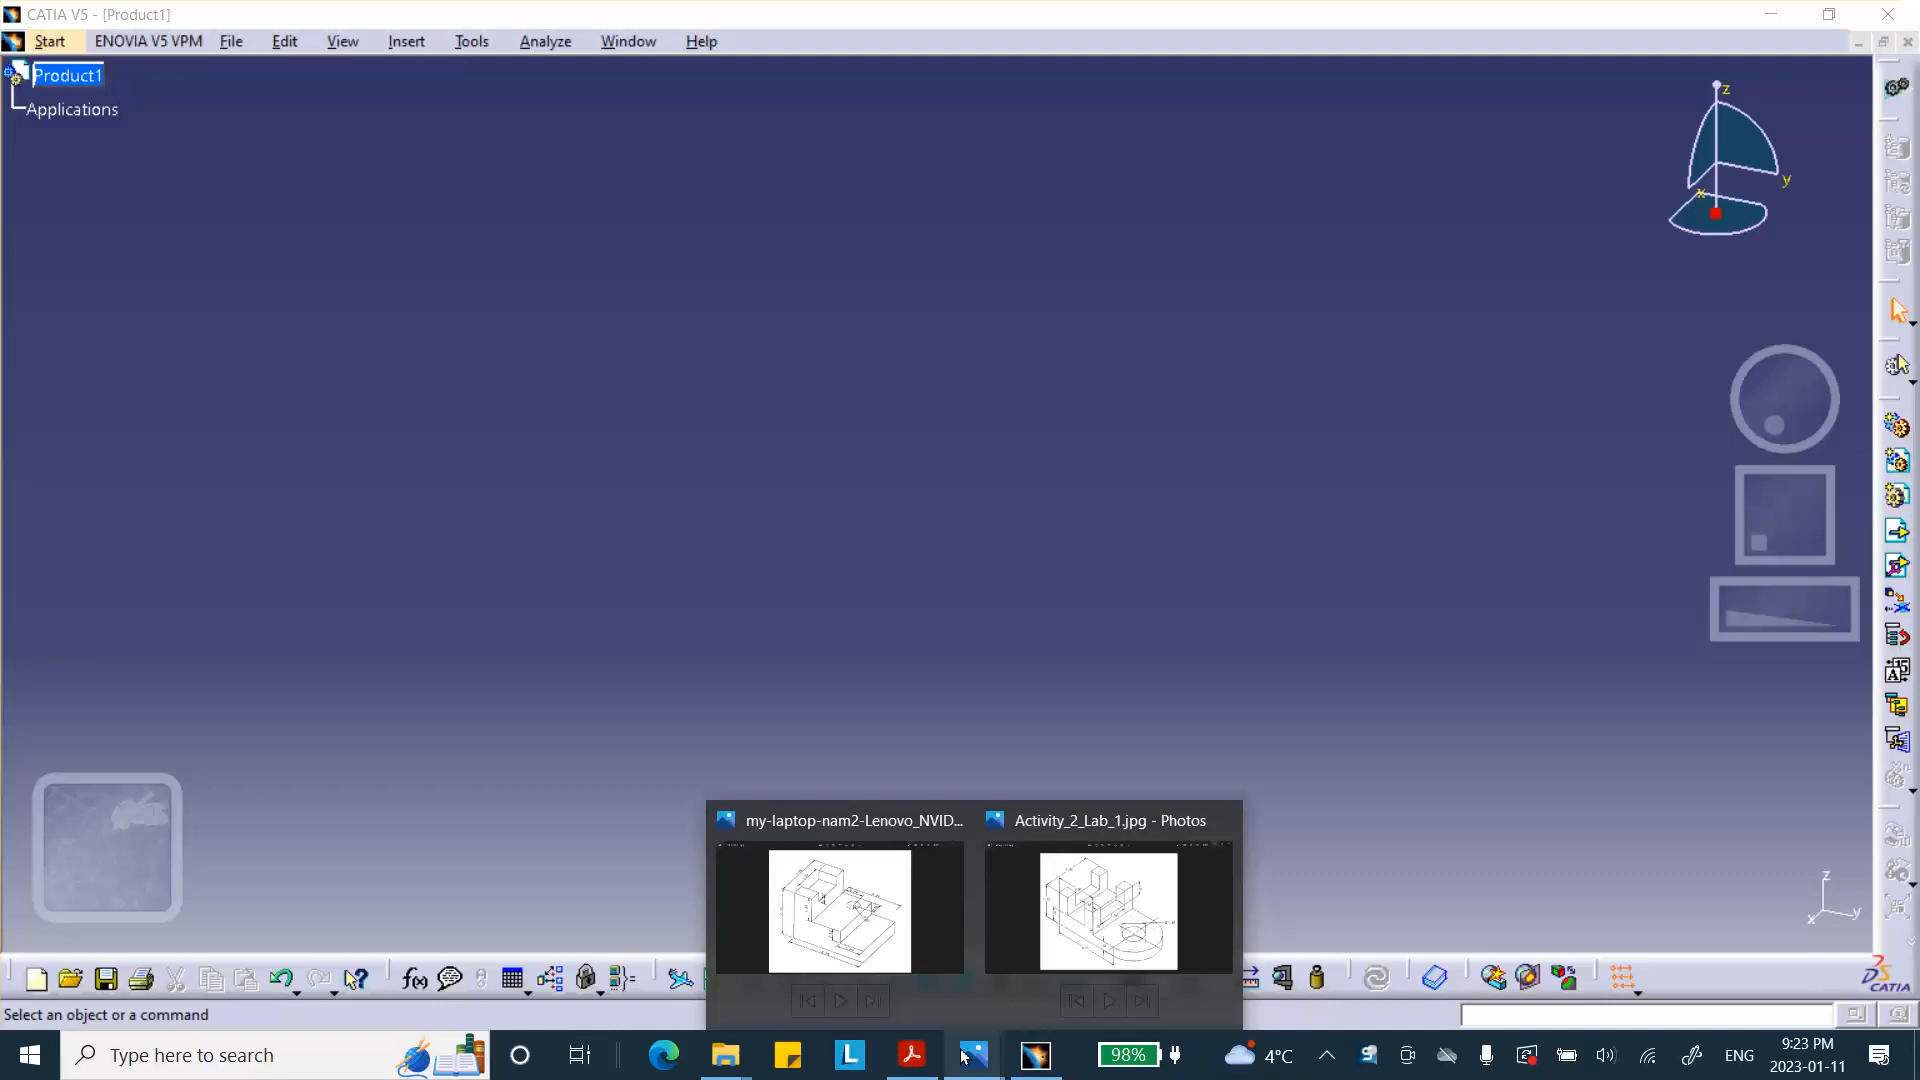 CATIA V5 - [Product1]
Start ENOVIA V5 VPM File Edit View Insert Tools Analyze Window Help
Product1
Applications
z
y
x
my-laptop-nam2-Lenovo_NVID...
Activity_2_Lab_1.jpg - Photos
z
x y
f(x)
CATIA
Select an object or a command
Type here to search
L
98%
4°C
ENG
9:23 PM
2023-01-11